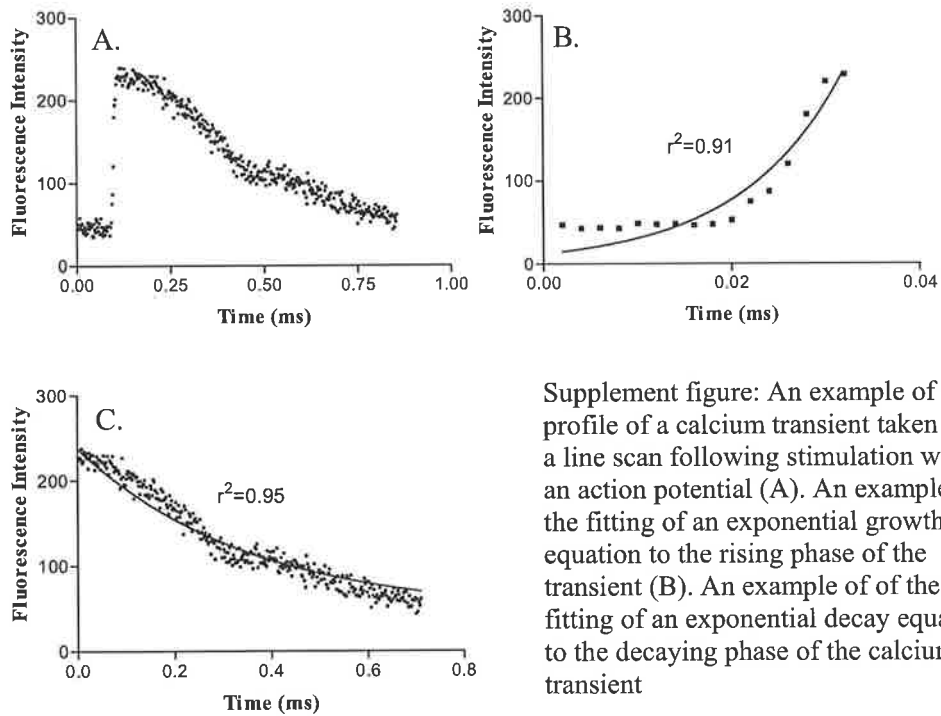 A.
300
200
100
0
Fluorescence Intensity
0.00 0.25 0.50 0.75 1.00
Time (ms)
B.
300
200
100
0
Fluorescence Intensity
r²=0.91
0.00 0.02 0.04
Time (ms)
C.
300
200
100
0
Fluorescence Intensity
r²=0.95
0.0 0.2 0.4 0.6 0.8
Time (ms)
Supplement figure: An example of
profile of a calcium transient taken
a line scan following stimulation w
an action potential (A). An example
the fitting of an exponential growth
equation to the rising phase of the
transient (B). An example of of the
fitting of an exponential decay equa
to the decaying phase of the calciun
transient